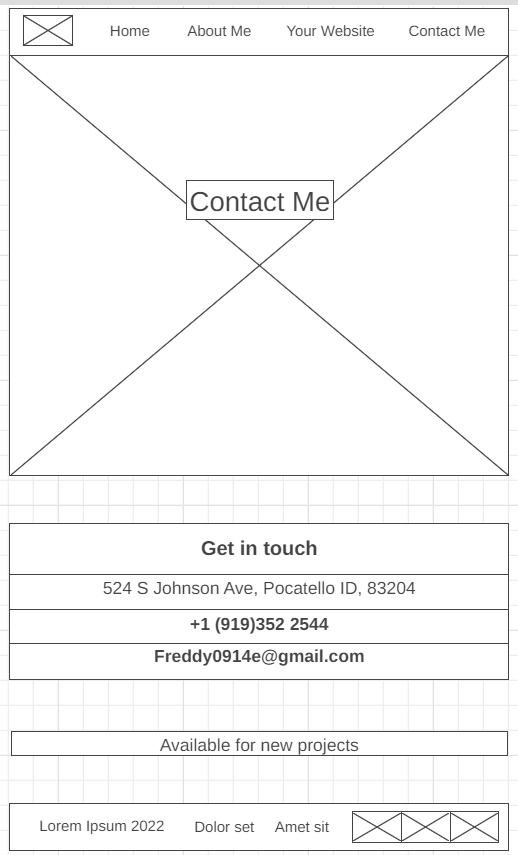 Home About Me Your Website Contact Me
Contact Me
Get in touch
524 S Johnson Ave, Pocatello ID, 83204
+1 (919)352 2544
Freddy0914e@gmail.com
Available for new projects
Lorem Ipsum 2022 Dolor set Amet sit